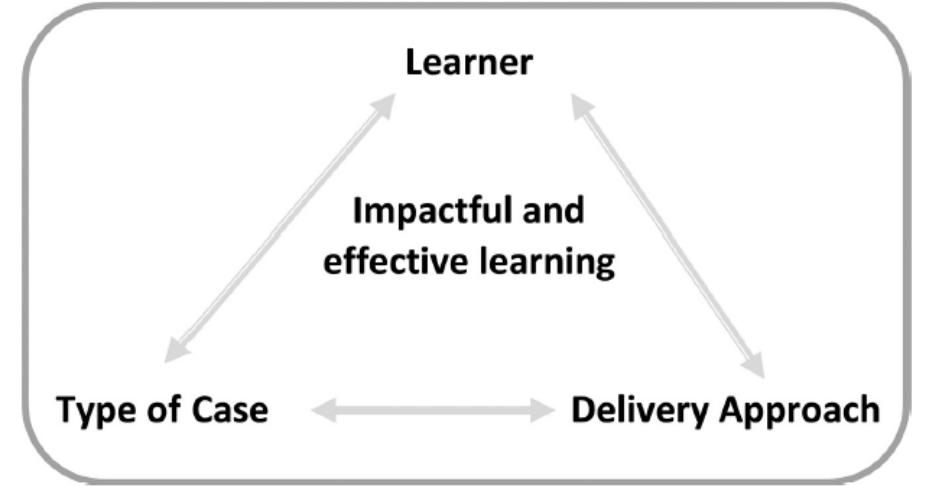 Learner
Impactful and
effective learning
Type of Case
Delivery Approach